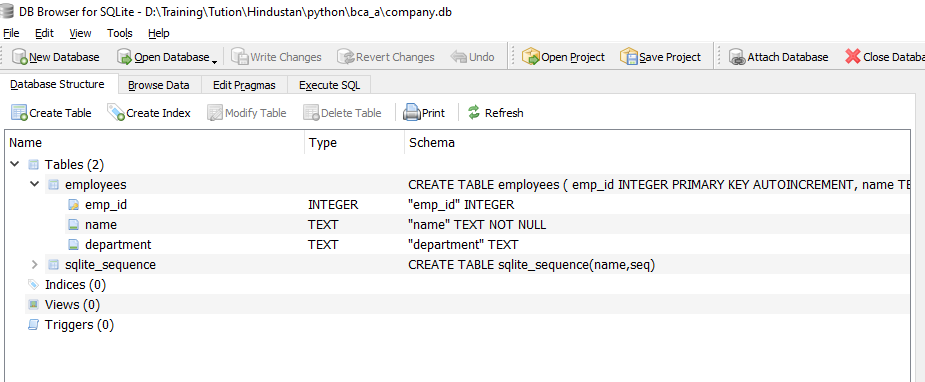 DB Browser for SQLite - D:\Training\Tution\Hindustan\python\bca_a\company.db
File Edit View Tools Help
New Database Open Database Write Changes Revert Changes Undo Open Project Save Project Attach Database Close Databa
Database Structure Browse Data Edit Pragmas Execute SQL
Create Table Create Index Modify Table Delete Table Print Refresh
Name Type Schema
Tables (2)
employees CREATE TABLE employees ( emp_id INTEGER PRIMARY KEY AUTOINCREMENT, name TE
emp_id INTEGER "emp_id" INTEGER
name TEXT "name" TEXT NOT NULL
department TEXT "department" TEXT
sqlite_sequence CREATE TABLE sqlite_sequence(name,seq)
Indices (0)
Views (0)
Triggers (0)